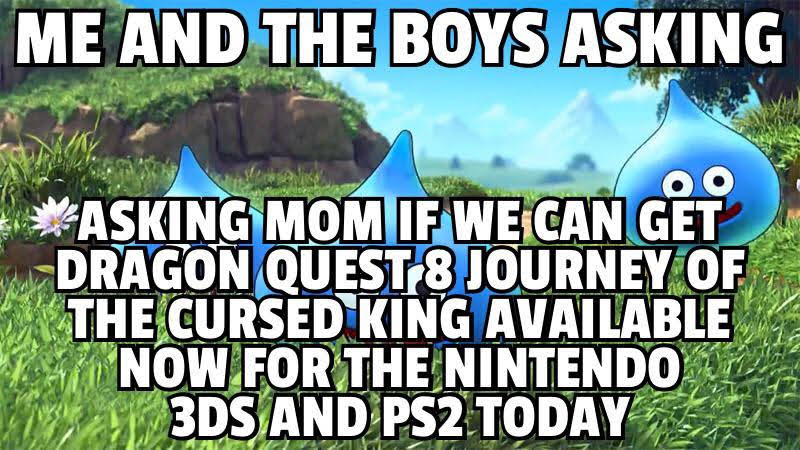 ME AND THE BOYS ASKING
ASKING MOM IF WE CAN GET
DRAGON QUEST 8 JOURNEY OF
THE CURSED KING AVAILABLE
NOW FOR THE NINTENDO
3DS AND PS2 TODAY